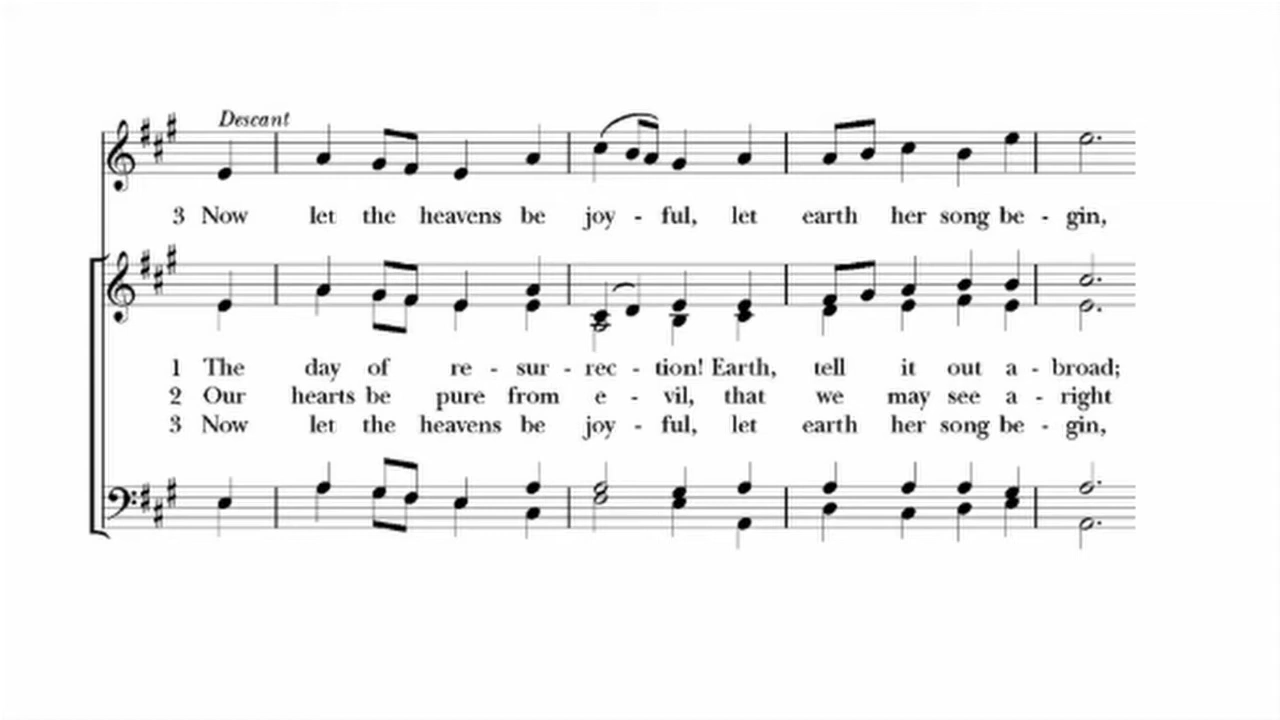 Descant
3 Now let the heavens be joy - ful, let earth her song be - gin,
1 The day of re - sur - rec - tion! Earth, tell it out a - broad;
2 Our hearts be pure from e - vil, that we may see a - right
3 Now let the heavens be joy - ful, let earth her song be - gin,